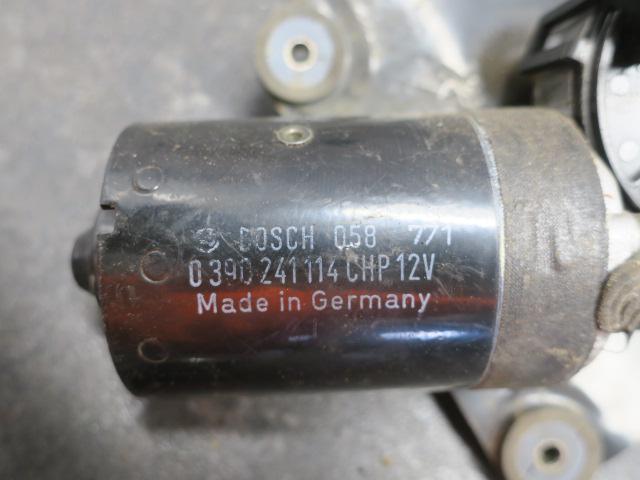 BOSCH 058 771
0 390 241 114 CHP 12V
Made in Germany